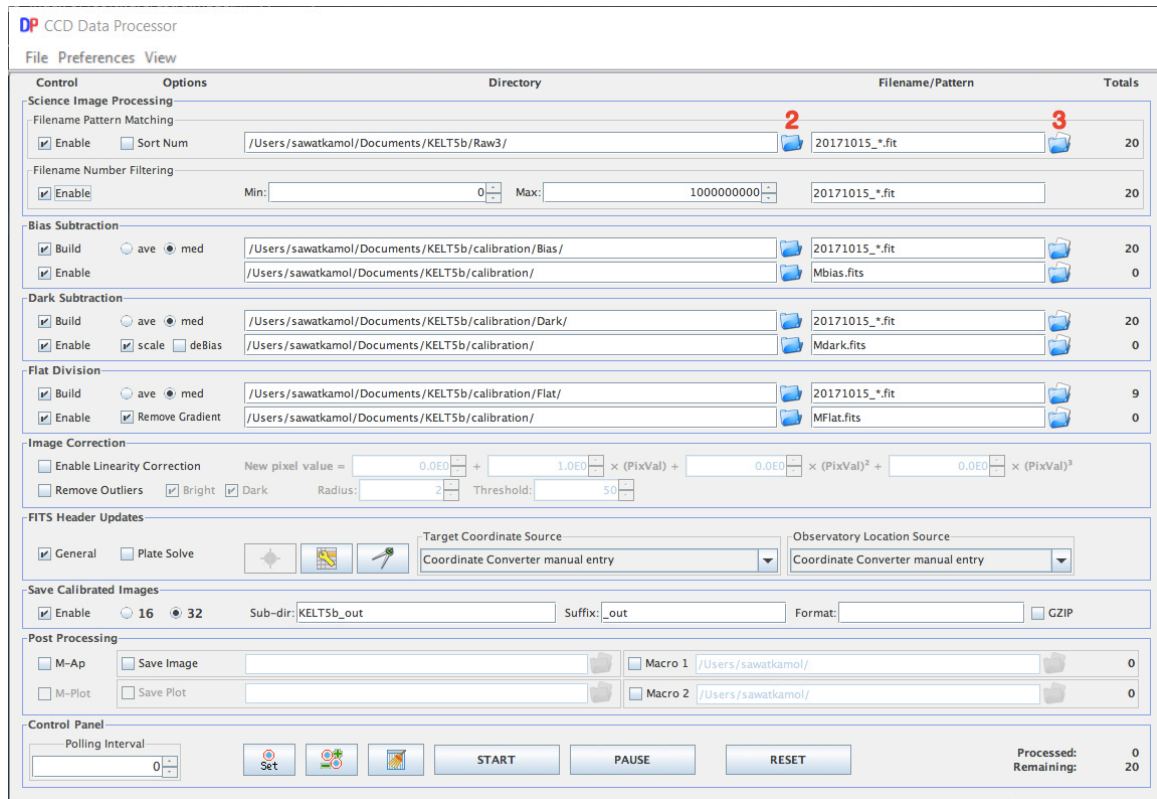 DP CCD Data Processor
File Preferences View
Control Options Directory Filename/Pattern Totals
Science Image Processing
Filename Pattern Matching
2 3
Enable Sort Num /Users/sawatkamol/Documents/KELT5b/Raw3/ 20171015_*.fit 20
Filename Number Filtering
Enable Min: 0 Max: 1000000000 20171015_*.fit 20
Bias Subtraction
Build ave med /Users/sawatkamol/Documents/KELT5b/calibration/Bias/ 20171015_*.fit 20
Enable /Users/sawatkamol/Documents/KELT5b/calibration/ Mbias.fits 0
Dark Subtraction
Build ave med /Users/sawatkamol/Documents/KELT5b/calibration/Dark/ 20171015_*.fit 20
Enable scale deBias /Users/sawatkamol/Documents/KELT5b/calibration/ Mdark.fits 0
Flat Division
Build ave med /Users/sawatkamol/Documents/KELT5b/calibration/Flat/ 20171015_*.fit 9
Enable Remove Gradient /Users/sawatkamol/Documents/KELT5b/calibration/ MFlat.fits 0
Image Correction
Enable Linearity Correction New pixel value = 0.0E0 + 1.0E0 × (PixVal) + 0.0E0 × (PixVal)² + 0.0E0 × (PixVal)³
Remove Outliers Bright Dark Radius: 2 Threshold: 50
FITS Header Updates
Target Coordinate Source Observatory Location Source
General Plate Solve Coordinate Converter manual entry Coordinate Converter manual entry
Save Calibrated Images
Enable 16 32 Sub-dir: KELT5b_out Suffix: _out Format: GZIP
Post Processing
M-Ap Save Image Macro 1 /Users/sawatkamol/ 0
M-Plot Save Plot Macro 2 /Users/sawatkamol/ 0
Control Panel
Polling Interval
0 Set START PAUSE RESET
Processed: 0
Remaining: 20